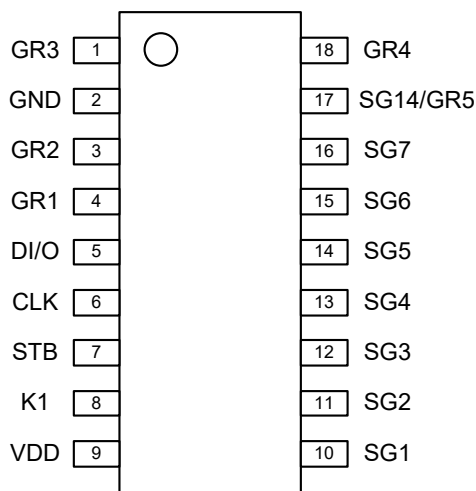 GR3 1 18 GR4
GND 2 17 SG14/GR5
GR2 3 16 SG7
GR1 4 15 SG6
DI/O 5 14 SG5
CLK 6 13 SG4
STB 7 12 SG3
K1 8 11 SG2
VDD 9 10 SG1